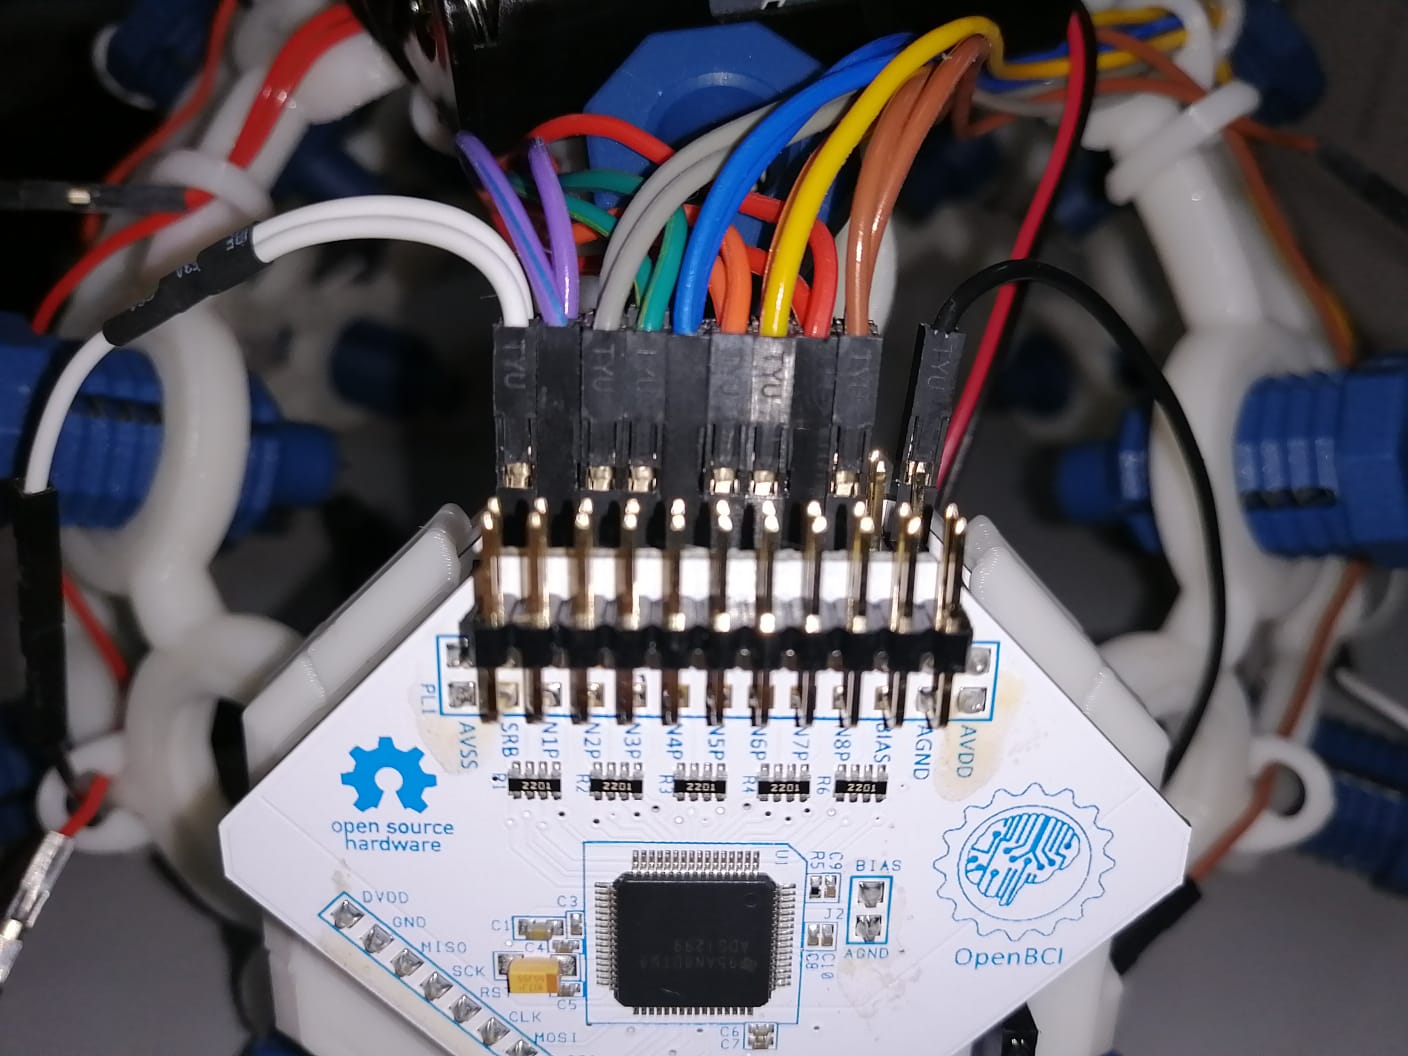 TYU
TYU
TYU
TYU
TYU
PLI
AVSS
SRB
N1P
N2P
N3P
N4P
N5P
N6P
N7P
N8P
BIAS
AGND
AVDD
R1
2201
R2
2201
R3
2201
R4
2201
R6
2201
open source
hardware
U1
R5
C9
BIAS
J2
AGND
C8
C10
OpenBCI
DVDD
GND
MISO
SCK
RST
CLK
MOSI
C3
C1
C4
C5
ADS1299
C6
C7